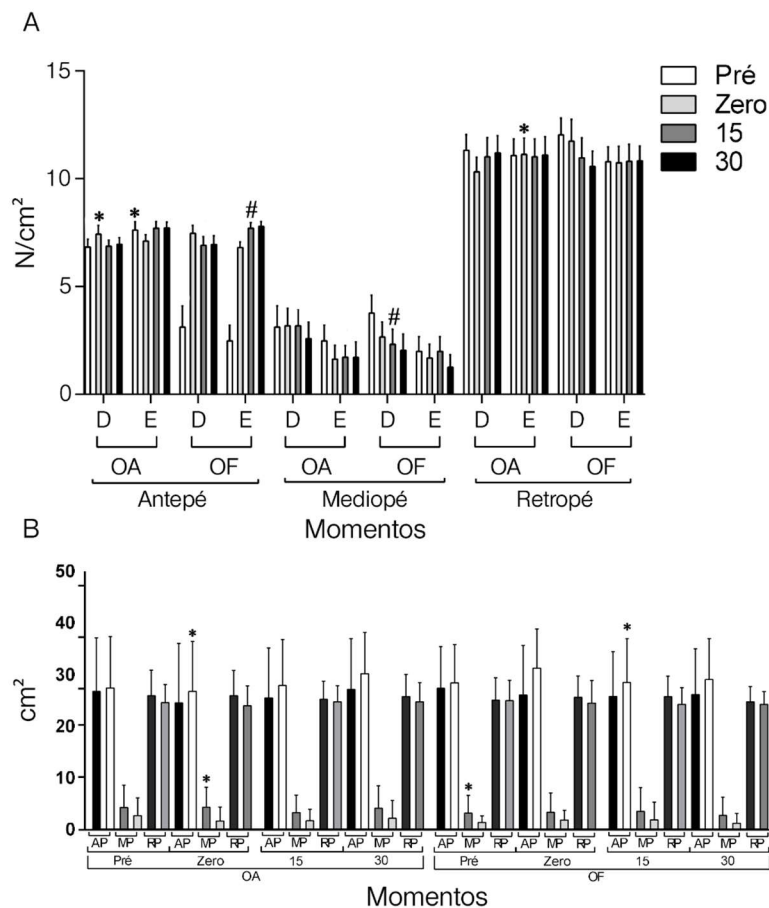 A
15
10
5
0
N/cm²
Pré
Zero
15
30
* * # # *
D E D E D E D E D E D E
OA OF OA OF OA OF
Antepé Mediopé Retropé
Momentos
B
50
40
30
20
10
0
cm²
* * * *
AP MP RP AP MP RP AP MP RP AP MP RP AP MP RP AP MP RP AP MP RP AP MP RP
Pré Zero 15 30 Pré Zero 15 30
OA OF
Momentos